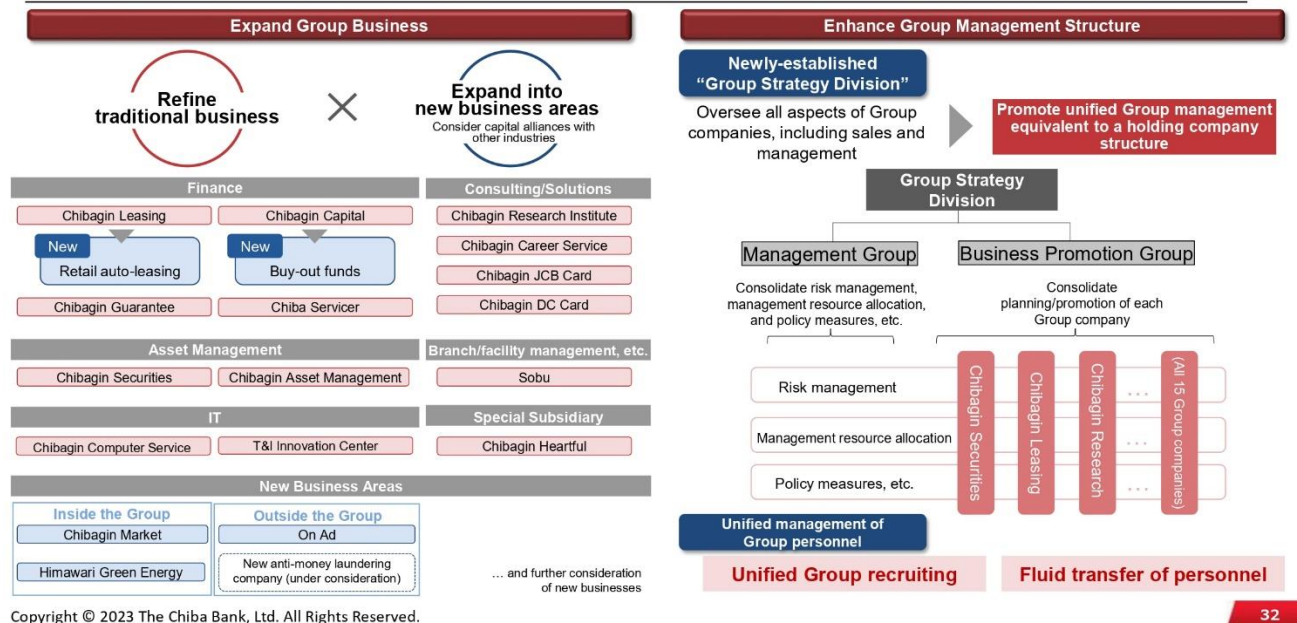 Expand Group Business
Refine
traditional business
×
Expand into
new business areas
Consider capital alliances with
other industries
Finance
Chibagin Leasing
Chibagin Capital
New
Retail auto-leasing
New
Buy-out funds
Chibagin Guarantee
Chiba Servicer
Consulting/Solutions
Chibagin Research Institute
Chibagin Career Service
Chibagin JCB Card
Chibagin DC Card
Asset Management
Chibagin Securities
Chibagin Asset Management
Branch/facility management, etc.
Sobu
IT
Chibagin Computer Service
T&I Innovation Center
Special Subsidiary
Chibagin Heartful
New Business Areas
Inside the Group
Chibagin Market
Himawari Green Energy
Outside the Group
On Ad
New anti-money laundering
company (under consideration)
… and further consideration
of new businesses
Enhance Group Management Structure
Newly-established
“Group Strategy Division”
Oversee all aspects of Group
companies, including sales and
management
Promote unified Group management
equivalent to a holding company
structure
Group Strategy
Division
Management Group
Business Promotion Group
Consolidate risk management,
management resource allocation,
and policy measures, etc.
Consolidate
planning/promotion of each
Group company
Risk management
Management resource allocation
Policy measures, etc.
Chibagin Securities
Chibagin Leasing
Chibagin Research
…
…
…
(All 15 Group companies)
Unified management of
Group personnel
Unified Group recruiting
Fluid transfer of personnel
Copyright © 2023 The Chiba Bank, Ltd. All Rights Reserved.
32